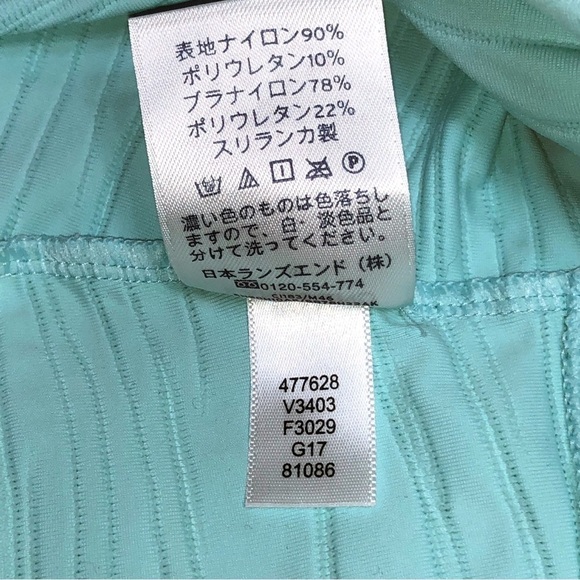 表地ナイロン90%
ポリウレタン10%
ブラナイロン78%
ポリウレタン22%
スリランカ製
濃い色のものは色落ちし
ますので、白・淡色品と
分けて洗ってください。
日本ランズエンド（株）
0120-554-774
477628
V3403
F3029
G17
81086